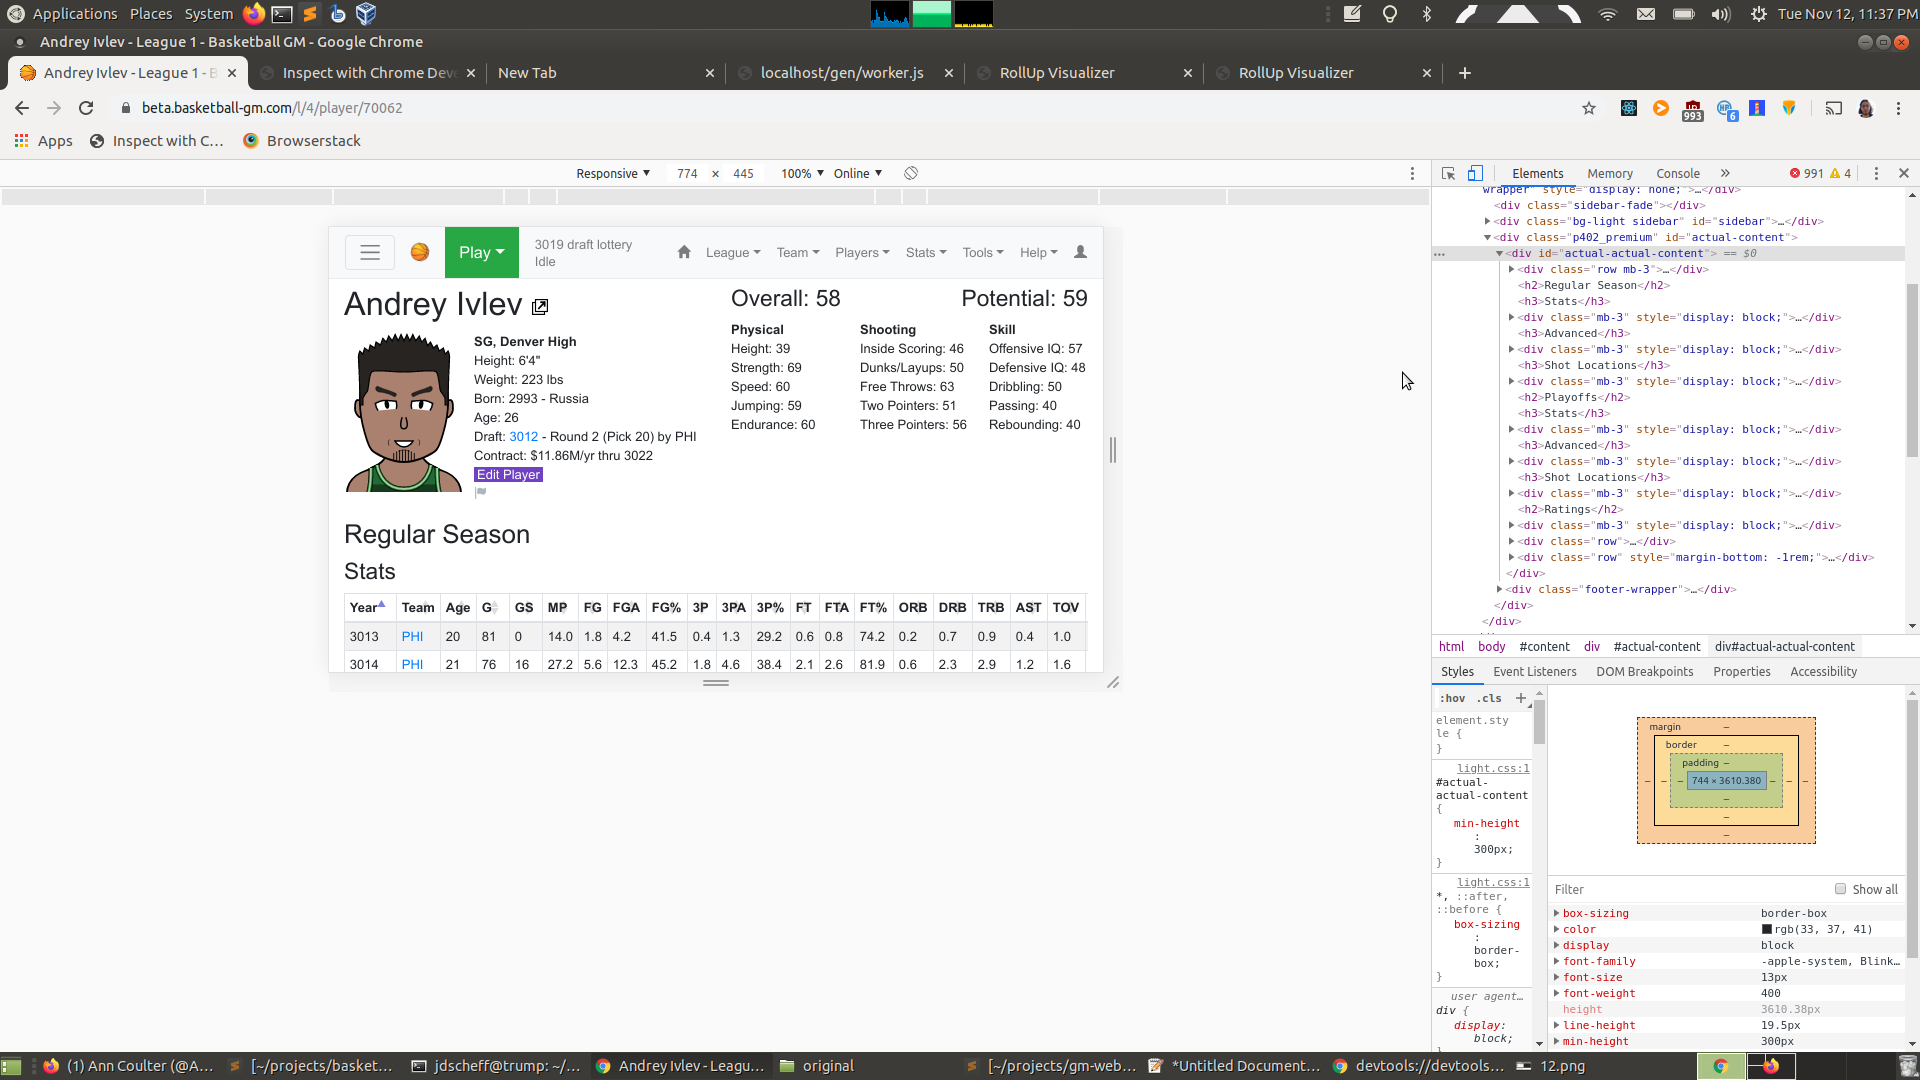 Applications Places System
Tue Nov 12, 11:37 PM
Andrey Ivlev - League 1 - Basketball GM - Google Chrome
Andrey Ivlev - League 1 - B
Inspect with Chrome Dev
New Tab
localhost/gen/worker.js
RollUp Visualizer
RollUp Visualizer
beta.basketball-gm.com/l/4/player/70062
993
6
Apps
Inspect with C…
Browserstack
Responsive 774 × 445 100% Online
3019 draft lottery
Idle
Play
League Team Players Stats Tools Help
Andrey Ivlev
SG, Denver High
Height: 6'4"
Weight: 223 lbs
Born: 2993 - Russia
Age: 26
Draft: 3012 - Round 2 (Pick 20) by PHI
Contract: $11.86M/yr thru 3022
Edit Player
Overall: 58
Potential: 59
Physical
Height: 39
Strength: 69
Speed: 60
Jumping: 59
Endurance: 60
Shooting
Inside Scoring: 46
Dunks/Layups: 50
Free Throws: 63
Two Pointers: 51
Three Pointers: 56
Skill
Offensive IQ: 57
Defensive IQ: 48
Dribbling: 50
Passing: 40
Rebounding: 40
Regular Season
Stats
Year Team Age G GS MP FG FGA FG% 3P 3PA 3P% FT FTA FT% ORB DRB TRB AST TOV
3013 PHI 20 81 0 14.0 1.8 4.2 41.5 0.4 1.3 29.2 0.6 0.8 74.2 0.2 0.7 0.9 0.4 1.0
3014 PHI 21 76 16 27.2 5.6 12.3 45.2 1.8 4.6 38.4 2.1 2.6 81.9 0.6 2.3 2.9 1.2 1.6
Elements Memory Console » 991 4
wrapper" style="display: none;">…</div>
<div class="sidebar-fade"></div>
<div class="bg-light sidebar" id="sidebar">…</div>
<div class="p402_premium" id="actual-content">
… <div id="actual-actual-content"> == $0
<div class="row mb-3">…</div>
<h2>Regular Season</h2>
<h3>Stats</h3>
<div class="mb-3" style="display: block;">…</div>
<h3>Advanced</h3>
<div class="mb-3" style="display: block;">…</div>
<h3>Shot Locations</h3>
<div class="mb-3" style="display: block;">…</div>
<h2>Playoffs</h2>
<h3>Stats</h3>
<div class="mb-3" style="display: block;">…</div>
<h3>Advanced</h3>
<div class="mb-3" style="display: block;">…</div>
<h3>Shot Locations</h3>
<div class="mb-3" style="display: block;">…</div>
<h2>Ratings</h2>
<div class="mb-3" style="display: block;">…</div>
<div class="row">…</div>
<div class="row" style="margin-bottom: -1rem;">…</div>
</div>
<div class="footer-wrapper">…</div>
</div>
</div>
html body #content div #actual-content div#actual-actual-content
Styles Event Listeners DOM Breakpoints Properties Accessibility
:hov .cls +
element.sty
le {
}
light.css:1
#actual-
actual-content
{
min-height
:
300px;
}
light.css:1
*, ::after,
::before {
box-sizing
:
border-
box;
}
user agent…
div {
display:
block;
margin –
border –
padding –
744 × 3610.380
Filter
Show all
box-sizing border-box
color rgb(33, 37, 41)
display block
font-family -apple-system, Blink…
font-size 13px
font-weight 400
height 3610.38px
line-height 19.5px
min-height 300px
(1) Ann Coulter (@A…
[~/projects/basket…
jdscheff@trump: ~/…
Andrey Ivlev - Leagu…
original
[~/projects/gm-web…
*Untitled Document…
devtools://devtools…
12.png